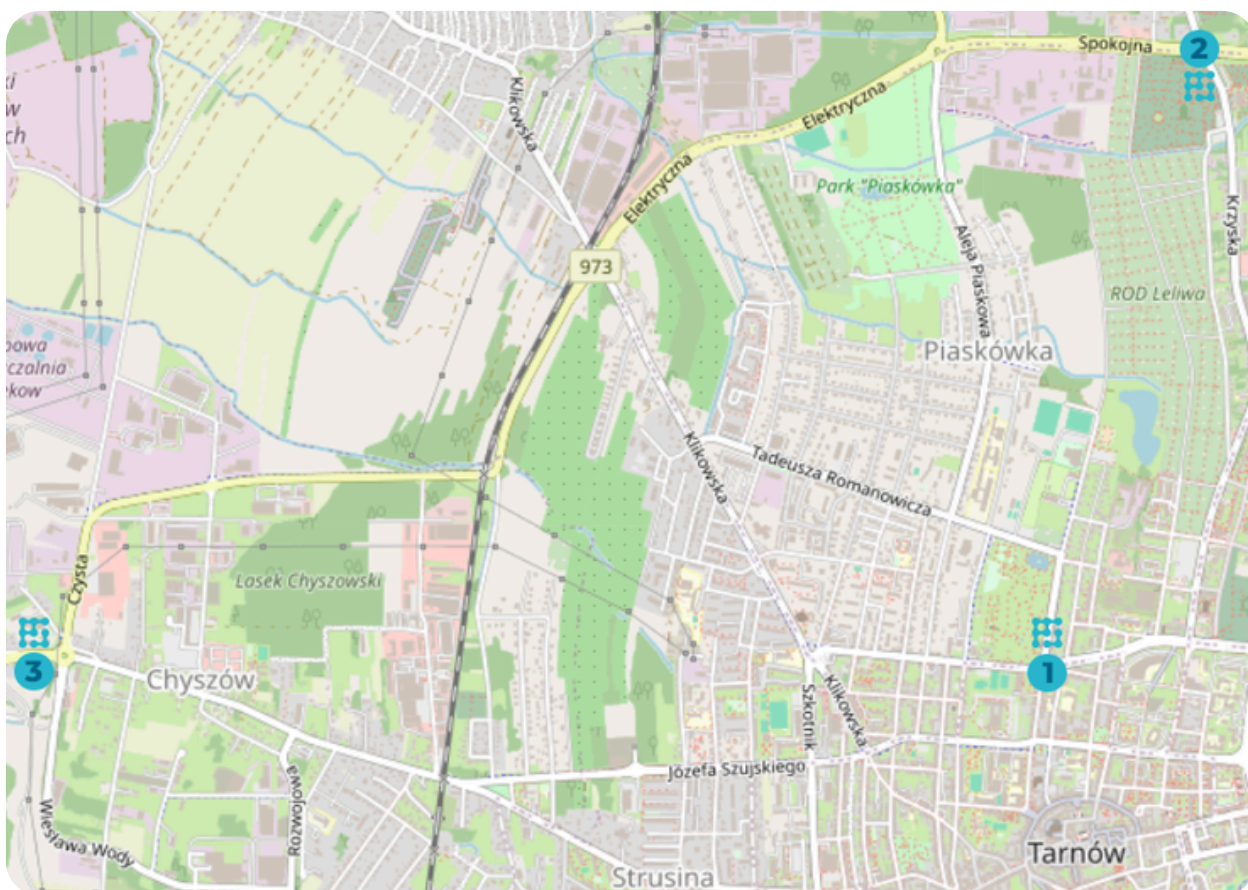 Spokojna
2
Klikowska
Elektryczna
Elektryczna
Park "Piaskówka"
Krzyska
973
Aleja Piaskowa
ROD Leliwa
Piaskówka
Klikowska
Tadeusza Romanowicza
Czysta
Lasek Chyszowski
3
Chyszów
1
Szkotnik
Klikowska
Józefa Szujskiego
Rozwojowa
Wiesława Wody
Tarnów
Strusina